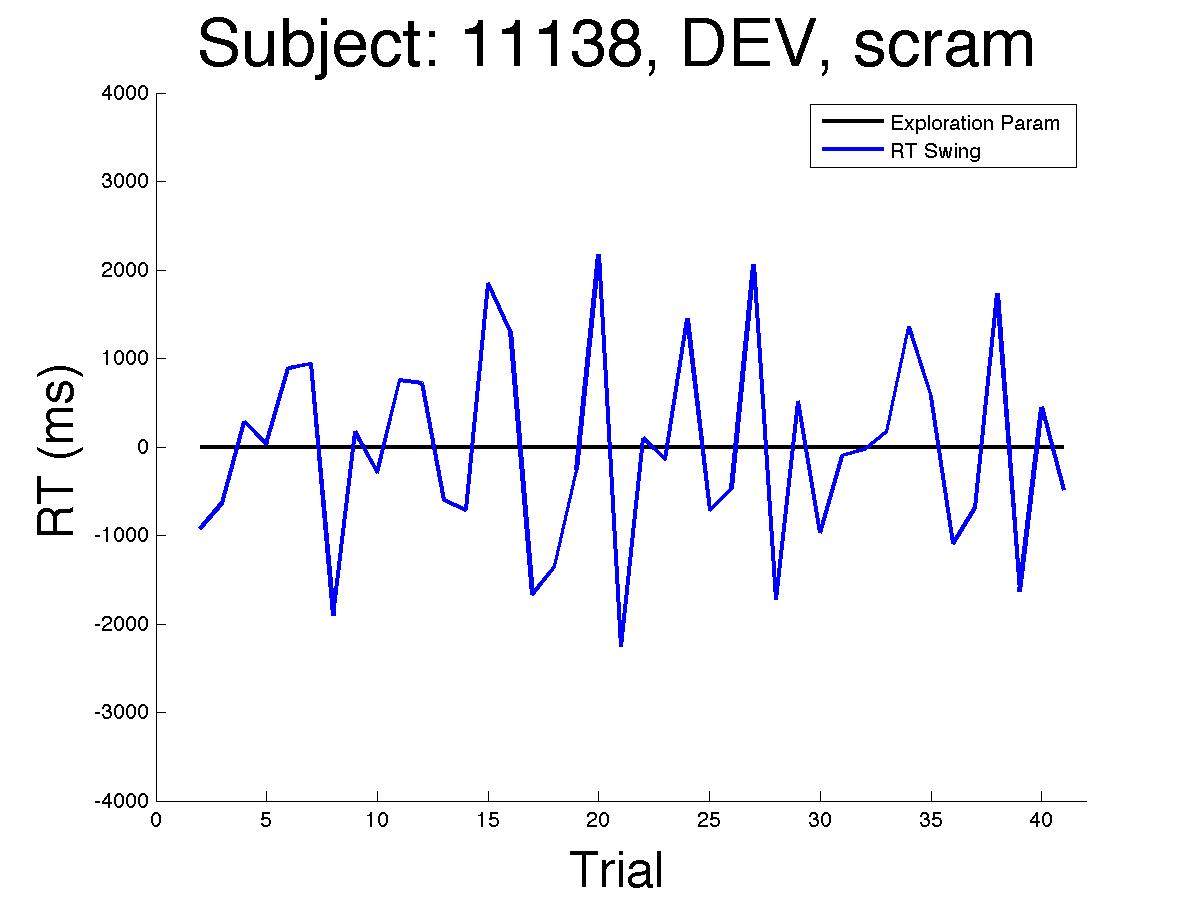 Subject: 11138, DEV, scram
4000
3000
2000
1000
0
-1000
-2000
-3000
-4000
RT (ms)
Exploration Param
RT Swing
0 5 10 15 20 25 30 35 40
Trial